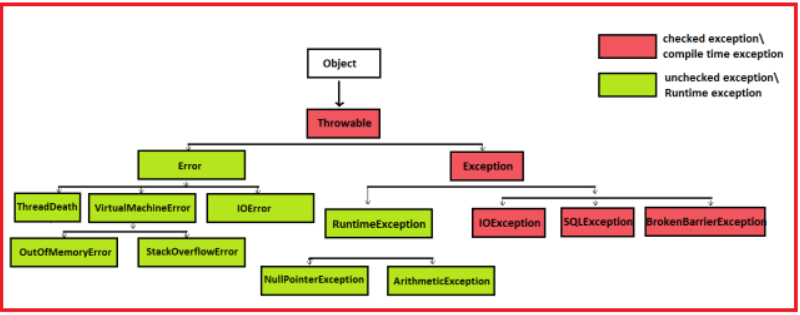 checked exception\
compile time exception
Object
unchecked exception\
Runtime exception
Throwable
Error
Exception
ThreadDeath
VirtualMachineError
IOError
RuntimeException
IOException
SQLException
BrokenBarrierException
OutOfMemoryError
StackOverflowError
NullPointerException
ArithmeticException